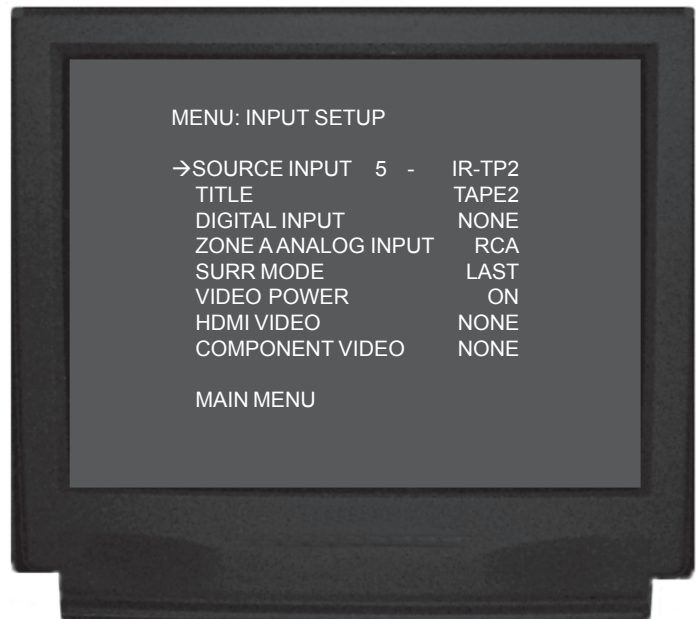 MENU: INPUT SETUP
→SOURCE INPUT 5 - IR-TP2
TITLE TAPE2
DIGITAL INPUT NONE
ZONE A ANALOG INPUT RCA
SURR MODE LAST
VIDEO POWER ON
HDMI VIDEO NONE
COMPONENT VIDEO NONE
MAIN MENU